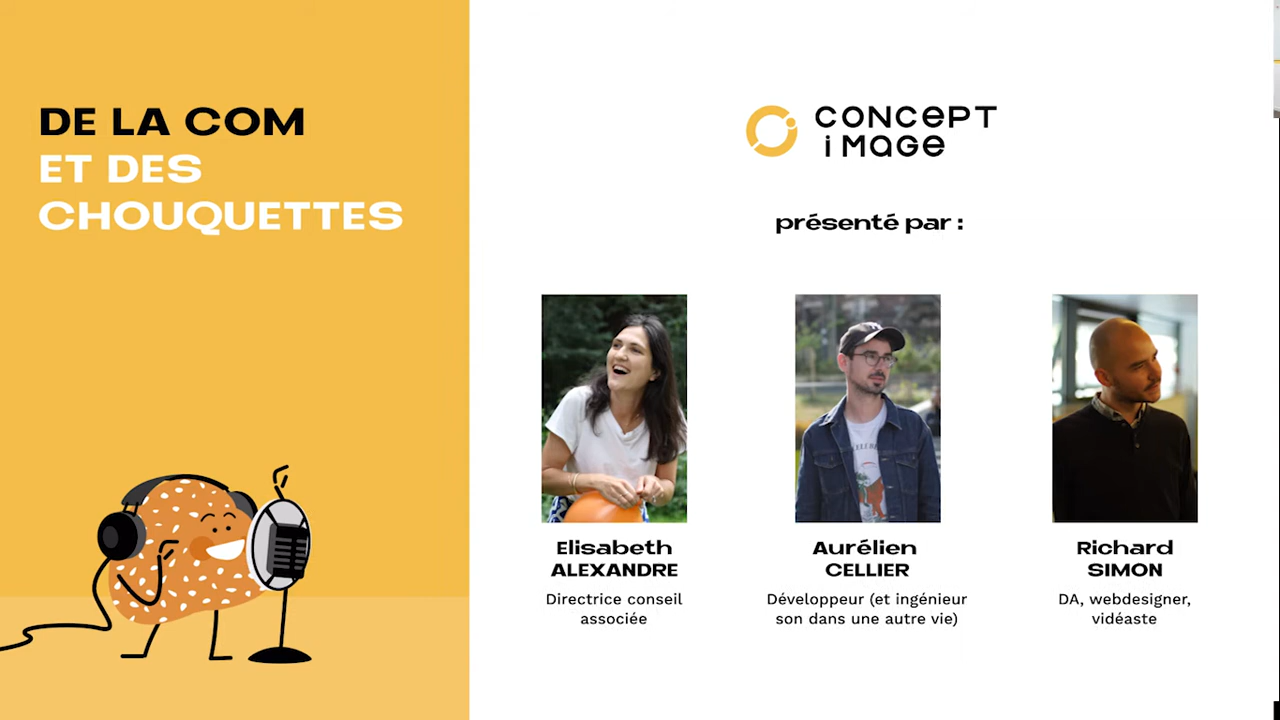 DE LA COM
ET DES
CHOUQUETTES
CONCEPT
iMAGE
présenté par :
Elisabeth
ALEXANDRE
Directrice conseil
associée
Aurélien
CELLIER
Développeur (et ingénieur
son dans une autre vie)
Richard
SIMON
DA, webdesigner,
vidéaste